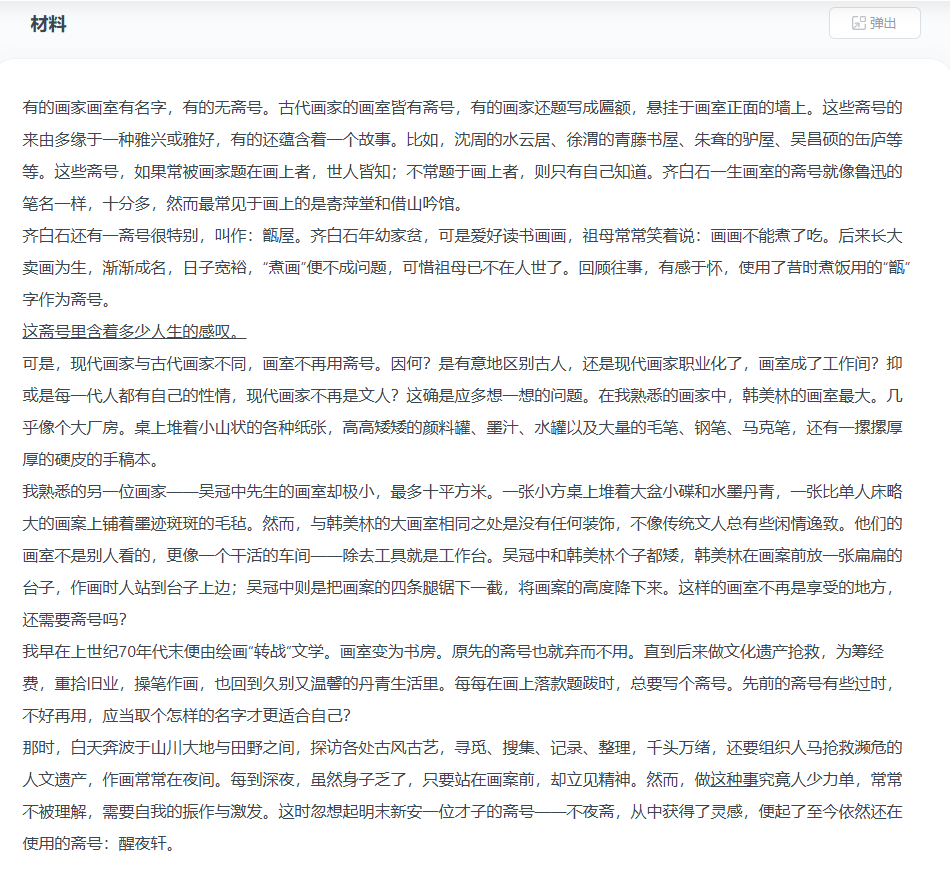 材料
弹出
有的画家画室有名字，有的无斋号。古代画家的画室皆有斋号，有的画家还题写成匾额，悬挂于画室正面的墙上。这些斋号的
来由多缘于一种雅兴或雅好，有的还蕴含着一个故事。比如，沈周的水云居、徐渭的青藤书屋、朱耷的驴屋、吴昌硕的缶庐等
等。这些斋号，如果常被画家题在画上者，世人皆知；不常题于画上者，则只有自己知道。齐白石一生画室的斋号就像鲁迅的
笔名一样，十分多，然而最常见于画上的是寄萍堂和借山吟馆。
齐白石还有一斋号很特别，叫作：甑屋。齐白石年幼家贫，可是爱好读书画画，祖母常常笑着说：画画不能煮了吃。后来长大
卖画为生，渐渐成名，日子宽裕，“煮画”便不成问题，可惜祖母已不在人世了。回顾往事，有感于怀，使用了昔时煮饭用的“甑”
字作为斋号。
这斋号里含着多少人生的感叹。
可是，现代画家与古代画家不同，画室不再用斋号。因何？是有意地区别古人，还是现代画家职业化了，画室成了工作间？抑
或是每一代人都有自己的性情，现代画家不再是文人？这确是应多想一想的问题。在我熟悉的画家中，韩美林的画室最大。几
乎像个大厂房。桌上堆着小山状的各种纸张，高高矮矮的颜料罐、墨汁、水罐以及大量的毛笔、钢笔、马克笔，还有一摞摞厚
厚的硬皮的手稿本。
我熟悉的另一位画家——吴冠中先生的画室却极小，最多十平方米。一张小方桌上堆着大盆小碟和水墨丹青，一张比单人床略
大的画案上铺着墨迹斑斑的毛毡。然而，与韩美林的大画室相同之处是没有任何装饰，不像传统文人总有些闲情逸致。他们的
画室不是别人看的，更像一个干活的车间——除去工具就是工作台。吴冠中和韩美林个子都矮，韩美林在画案前放一张扁扁的
台子，作画时人站到台子上边；吴冠中则是把画案的四条腿锯下一截，将画案的高度降下来。这样的画室不再是享受的地方，
还需要斋号吗？
我早在上世纪70年代末便由绘画“转战”文学。画室变为书房。原先的斋号也就弃而不用。直到后来做文化遗产抢救，为筹经
费，重拾旧业，操笔作画，也回到久别又温馨的丹青生活里。每每在画上落款题跋时，总要写个斋号。先前的斋号有些过时，
不好再用，应当取个怎样的名字才更适合自己？
那时，白天奔波于山川大地与田野之间，探访各处古风古艺，寻觅、搜集、记录、整理，千头万绪，还要组织人马抢救濒危的
人文遗产，作画常常在夜间。每到深夜，虽然身子乏了，只要站在画案前，却立见精神。然而，做这种事究竟人少力单，常常
不被理解，需要自我的振作与激发。这时忽想起明末新安一位才子的斋号——不夜斋，从中获得了灵感，便起了至今依然还在
使用的斋号：醒夜轩。